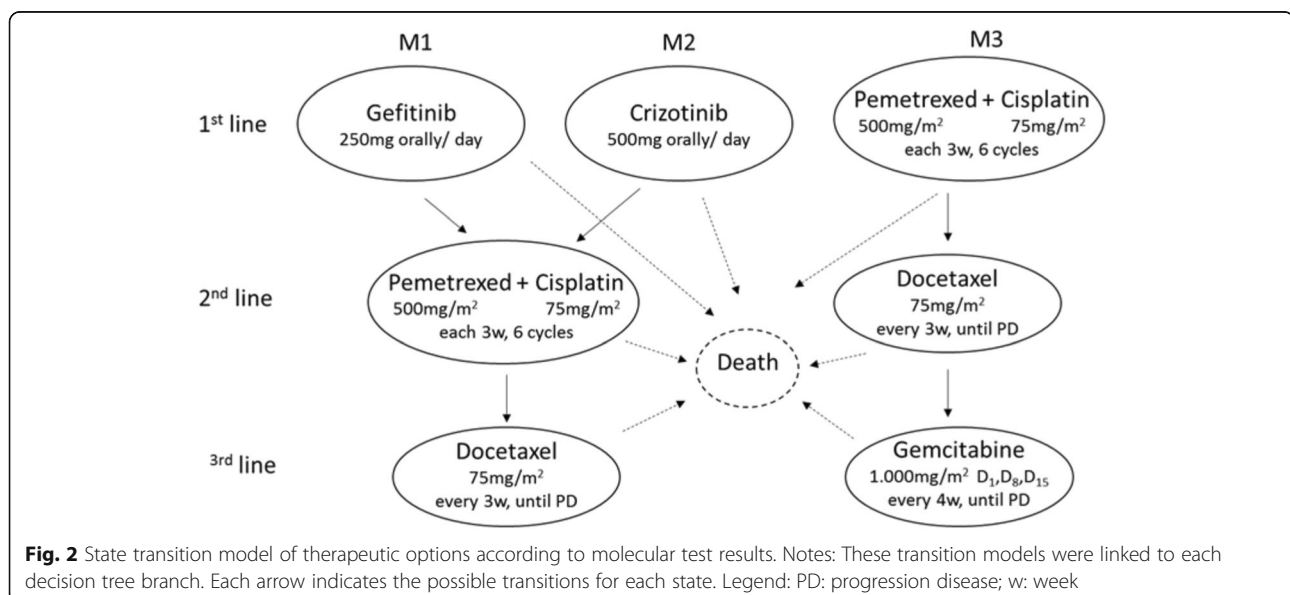 M1 M2 M3
1st line
Gefitinib
250mg orally/ day
Crizotinib
500mg orally/ day
Pemetrexed + Cisplatin
500mg/m² 75mg/m²
each 3w, 6 cycles
2nd line
Pemetrexed + Cisplatin
500mg/m² 75mg/m²
each 3w, 6 cycles
Death
Docetaxel
75mg/m²
every 3w, until PD
3rd line
Docetaxel
75mg/m²
every 3w, until PD
Gemcitabine
1.000mg/m² D₁,D₈,D₁₅
every 4w, until PD
Fig. 2 State transition model of therapeutic options according to molecular test results. Notes: These transition models were linked to each
decision tree branch. Each arrow indicates the possible transitions for each state. Legend: PD: progression disease; w: week